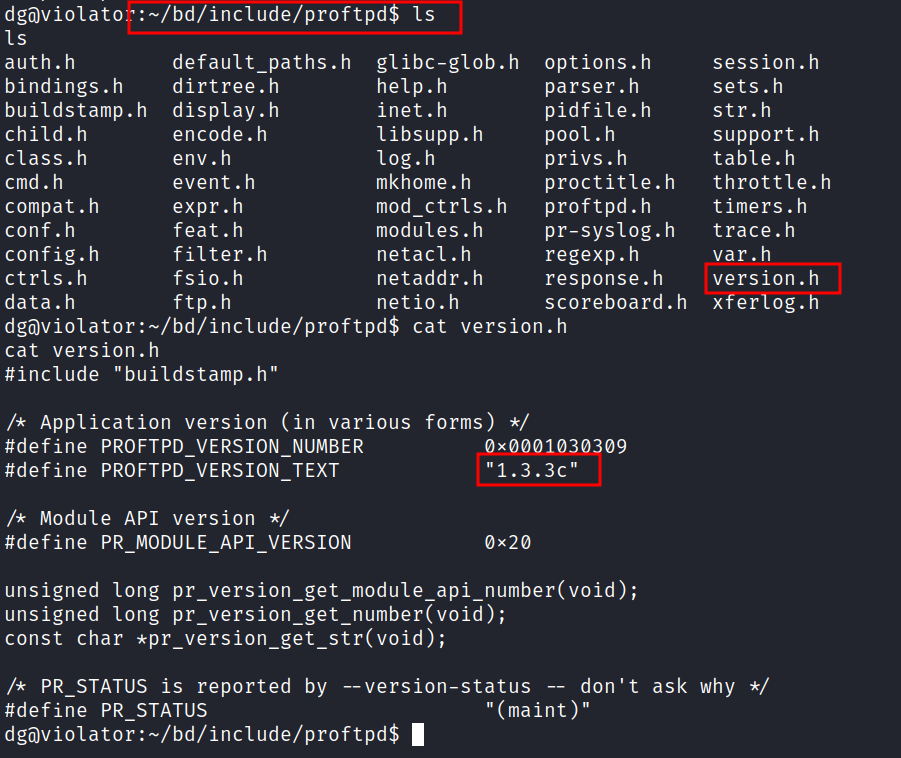 dg@violator:~/bd/include/proftpd$ ls
ls
auth.h        default_paths.h  glibc-glob.h  options.h     session.h
bindings.h    dirtree.h        help.h        parser.h      sets.h
buildstamp.h  display.h        inet.h        pidfile.h     str.h
child.h       encode.h         libsupp.h     pool.h        support.h
class.h       env.h            log.h         privs.h       table.h
cmd.h         event.h          mkhome.h      proctitle.h   throttle.h
compat.h      expr.h           mod_ctrls.h   proftpd.h     timers.h
conf.h        feat.h           modules.h     pr-syslog.h   trace.h
config.h      filter.h         netacl.h      regexp.h      var.h
ctrls.h       fsio.h           netaddr.h     response.h    version.h
data.h        ftp.h            netio.h       scoreboard.h  xferlog.h
dg@violator:~/bd/include/proftpd$ cat version.h
cat version.h
#include "buildstamp.h"

/* Application version (in various forms) */
#define PROFTPD_VERSION_NUMBER          0x0001030309
#define PROFTPD_VERSION_TEXT            "1.3.3c"

/* Module API version */
#define PR_MODULE_API_VERSION           0x20

unsigned long pr_version_get_module_api_number(void);
unsigned long pr_version_get_number(void);
const char *pr_version_get_str(void);

/* PR_STATUS is reported by --version-status -- don't ask why */
#define PR_STATUS                       "(maint)"
dg@violator:~/bd/include/proftpd$